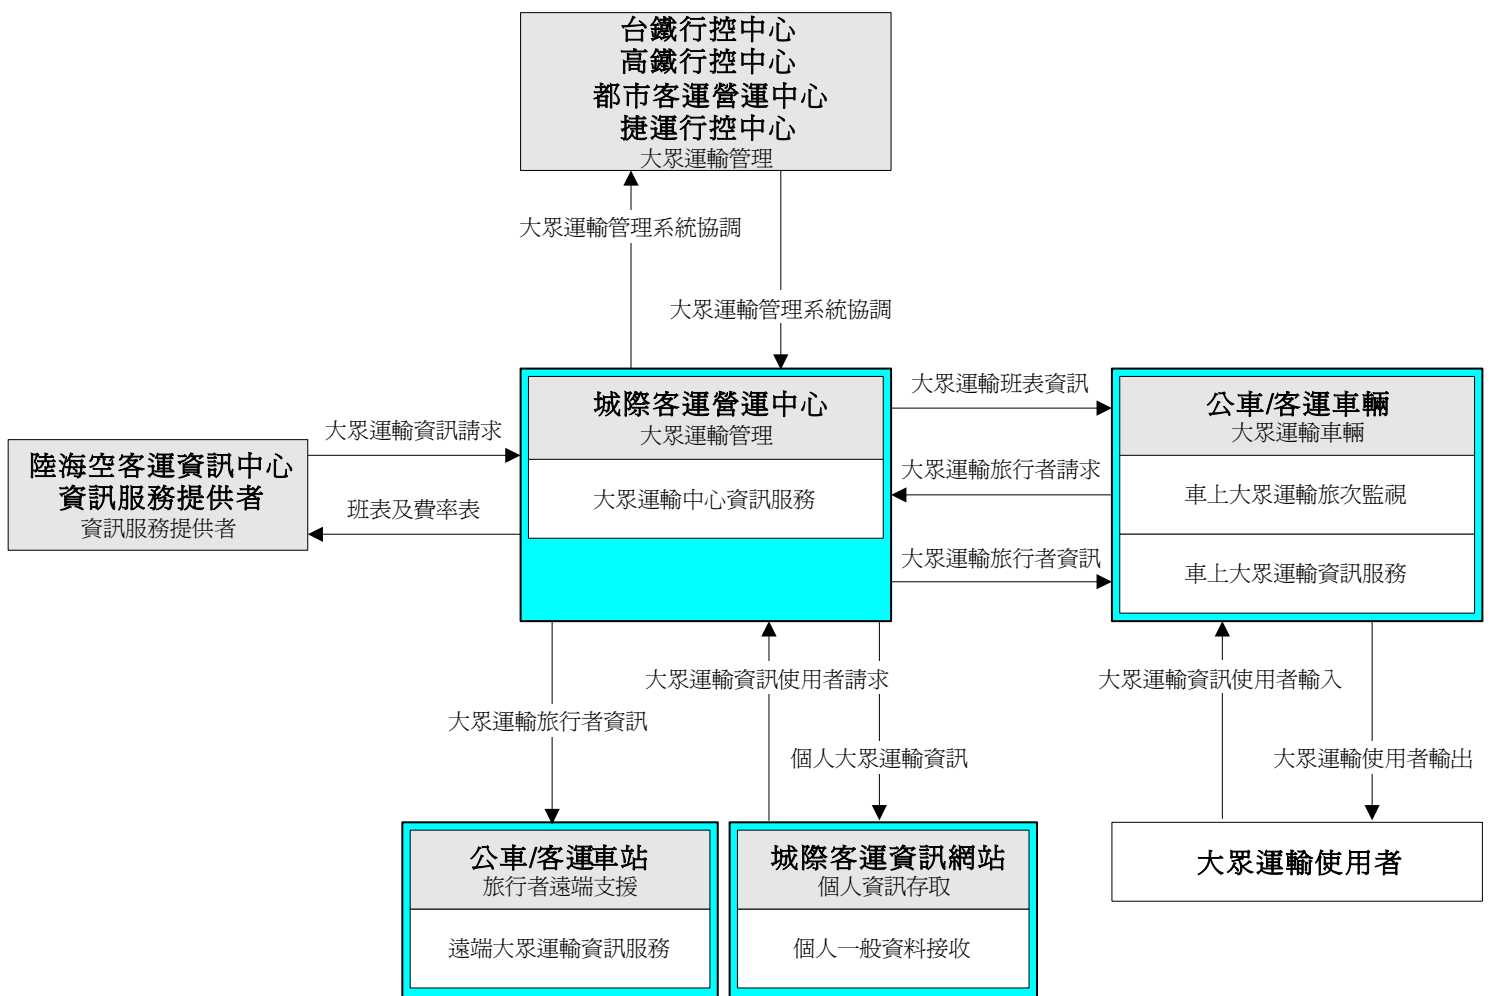 台鐵行控中心
高鐵行控中心
都市客運營運中心
捷運行控中心
大眾運輸管理
大眾運輸管理系統協調
大眾運輸管理系統協調
城際客運營運中心
大眾運輸管理
大眾運輸中心資訊服務
大眾運輸班表資訊
大眾運輸旅行者請求
大眾運輸旅行者資訊
公車/客運車輛
大眾運輸車輛
車上大眾運輸旅次監視
車上大眾運輸資訊服務
大眾運輸資訊請求
班表及費率表
陸海空客運資訊中心
資訊服務提供者
資訊服務提供者
大眾運輸資訊使用者請求
大眾運輸資訊使用者輸入
大眾運輸旅行者資訊
個人大眾運輸資訊
大眾運輸使用者輸出
公車/客運車站
旅行者遠端支援
遠端大眾運輸資訊服務
城際客運資訊網站
個人資訊存取
個人一般資料接收
大眾運輸使用者